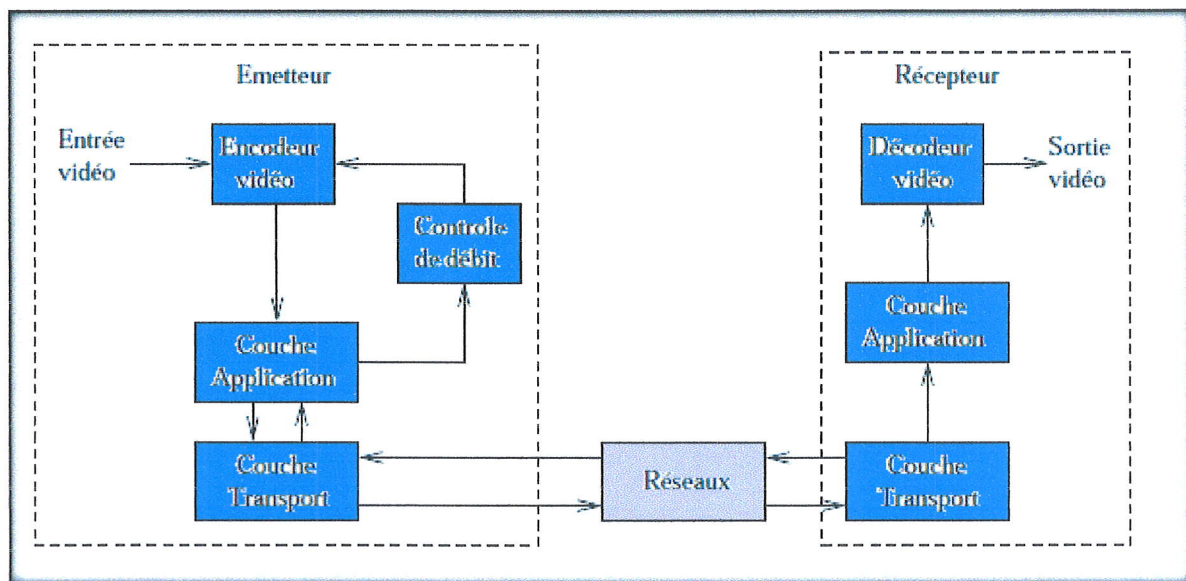 Emetteur
Récepteur
Entrée
vidéo
Encodeur
vidéo
Controle
de débit
Couche
Application
Couche
Transport
Réseaux
Décodeur
vidéo
Sortie
vidéo
Couche
Application
Couche
Transport